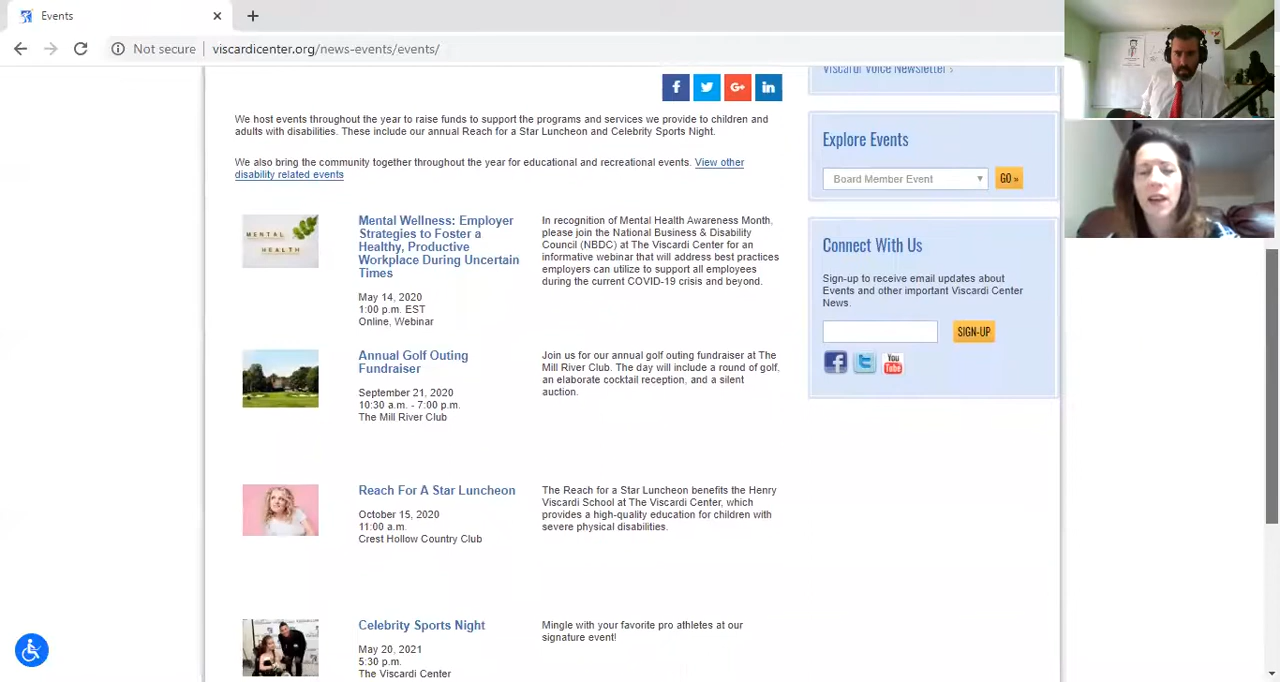 Events
Not secure
viscardicenter.org/news-events/events/
Viscardi Voice Newsletter ›
We host events throughout the year to raise funds to support the programs and services we provide to children and
adults with disabilities. These include our annual Reach for a Star Luncheon and Celebrity Sports Night.
We also bring the community together throughout the year for educational and recreational events. View other
disability related events
MENTAL
HEALTH
Mental Wellness: Employer
Strategies to Foster a
Healthy, Productive
Workplace During Uncertain
Times
May 14, 2020
1:00 p.m. EST
Online, Webinar
In recognition of Mental Health Awareness Month,
please join the National Business & Disability
Council (NBDC) at The Viscardi Center for an
informative webinar that will address best practices
employers can utilize to support all employees
during the current COVID-19 crisis and beyond.
Annual Golf Outing
Fundraiser
September 21, 2020
10:30 a.m. - 7:00 p.m.
The Mill River Club
Join us for our annual golf outing fundraiser at The
Mill River Club. The day will include a round of golf,
an elaborate cocktail reception, and a silent
auction.
Reach For A Star Luncheon
October 15, 2020
11:00 a.m.
Crest Hollow Country Club
The Reach for a Star Luncheon benefits the Henry
Viscardi School at The Viscardi Center, which
provides a high-quality education for children with
severe physical disabilities.
Celebrity Sports Night
May 20, 2021
5:30 p.m.
The Viscardi Center
Mingle with your favorite pro athletes at our
signature event!
Explore Events
Board Member Event
GO »
Connect With Us
Sign-up to receive email updates about
Events and other important Viscardi Center
News.
SIGN-UP
You
Tube